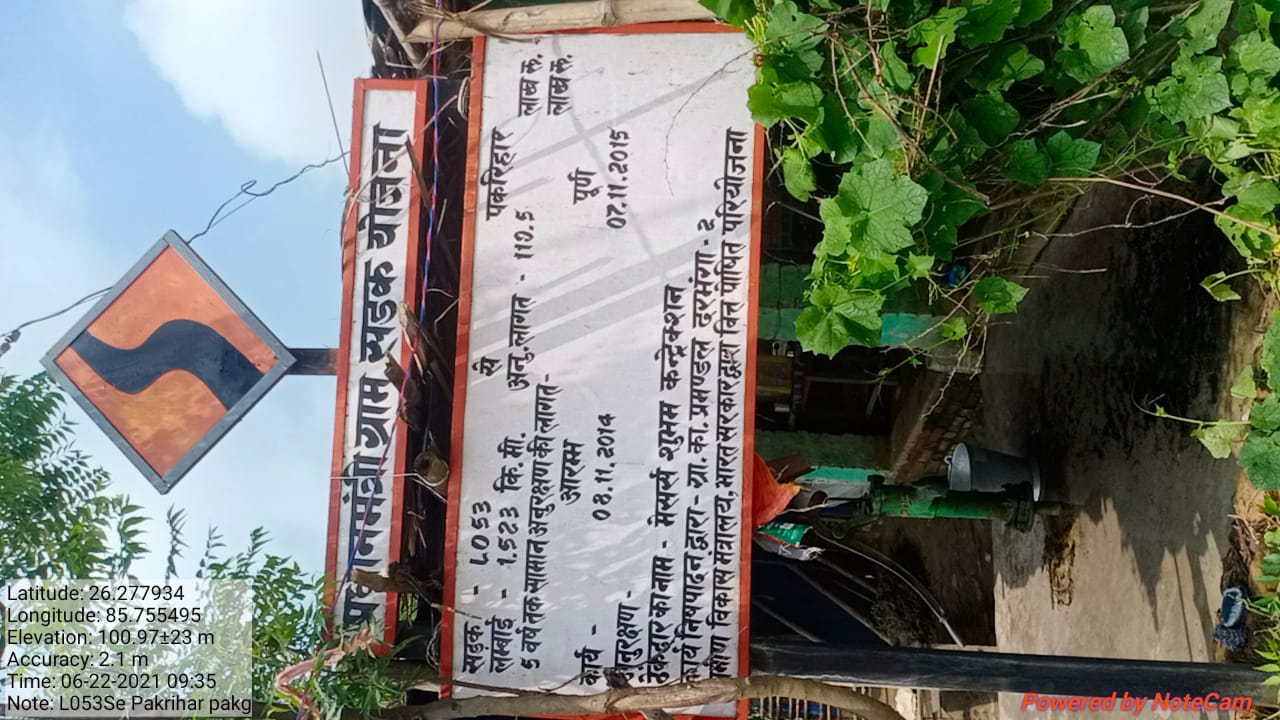 प्रधानमंत्री ग्राम सड़क योजना
सड़क - L053 से पकरिहार
लम्बाई - 1.523 कि.मी. अनु.लागत - 110.5 लाख रू.
5 वर्ष तक सामान अनुरक्षण की लागत- लाख रू.
आरम्भ पूर्ण
कार्य - 08.11.2014 07.11.2015
अनुरक्षण -
ठेकेदार का नाम - मेसर्स शुभम कन्ट्रेक्शन
कार्य निष्पादन द्वारा - ग्रा. का. प्रमण्डल दरभंगा - 2
ग्रामीण विकास मंत्रालय, भारत सरकार द्वारा वित्त पोषित परियोजना
Latitude: 26.277934
Longitude: 85.755495
Elevation: 100.97±23 m
Accuracy: 2.1 m
Time: 06-22-2021 09:35
Note: L053Se Pakrihar pakg
Powered by NoteCam